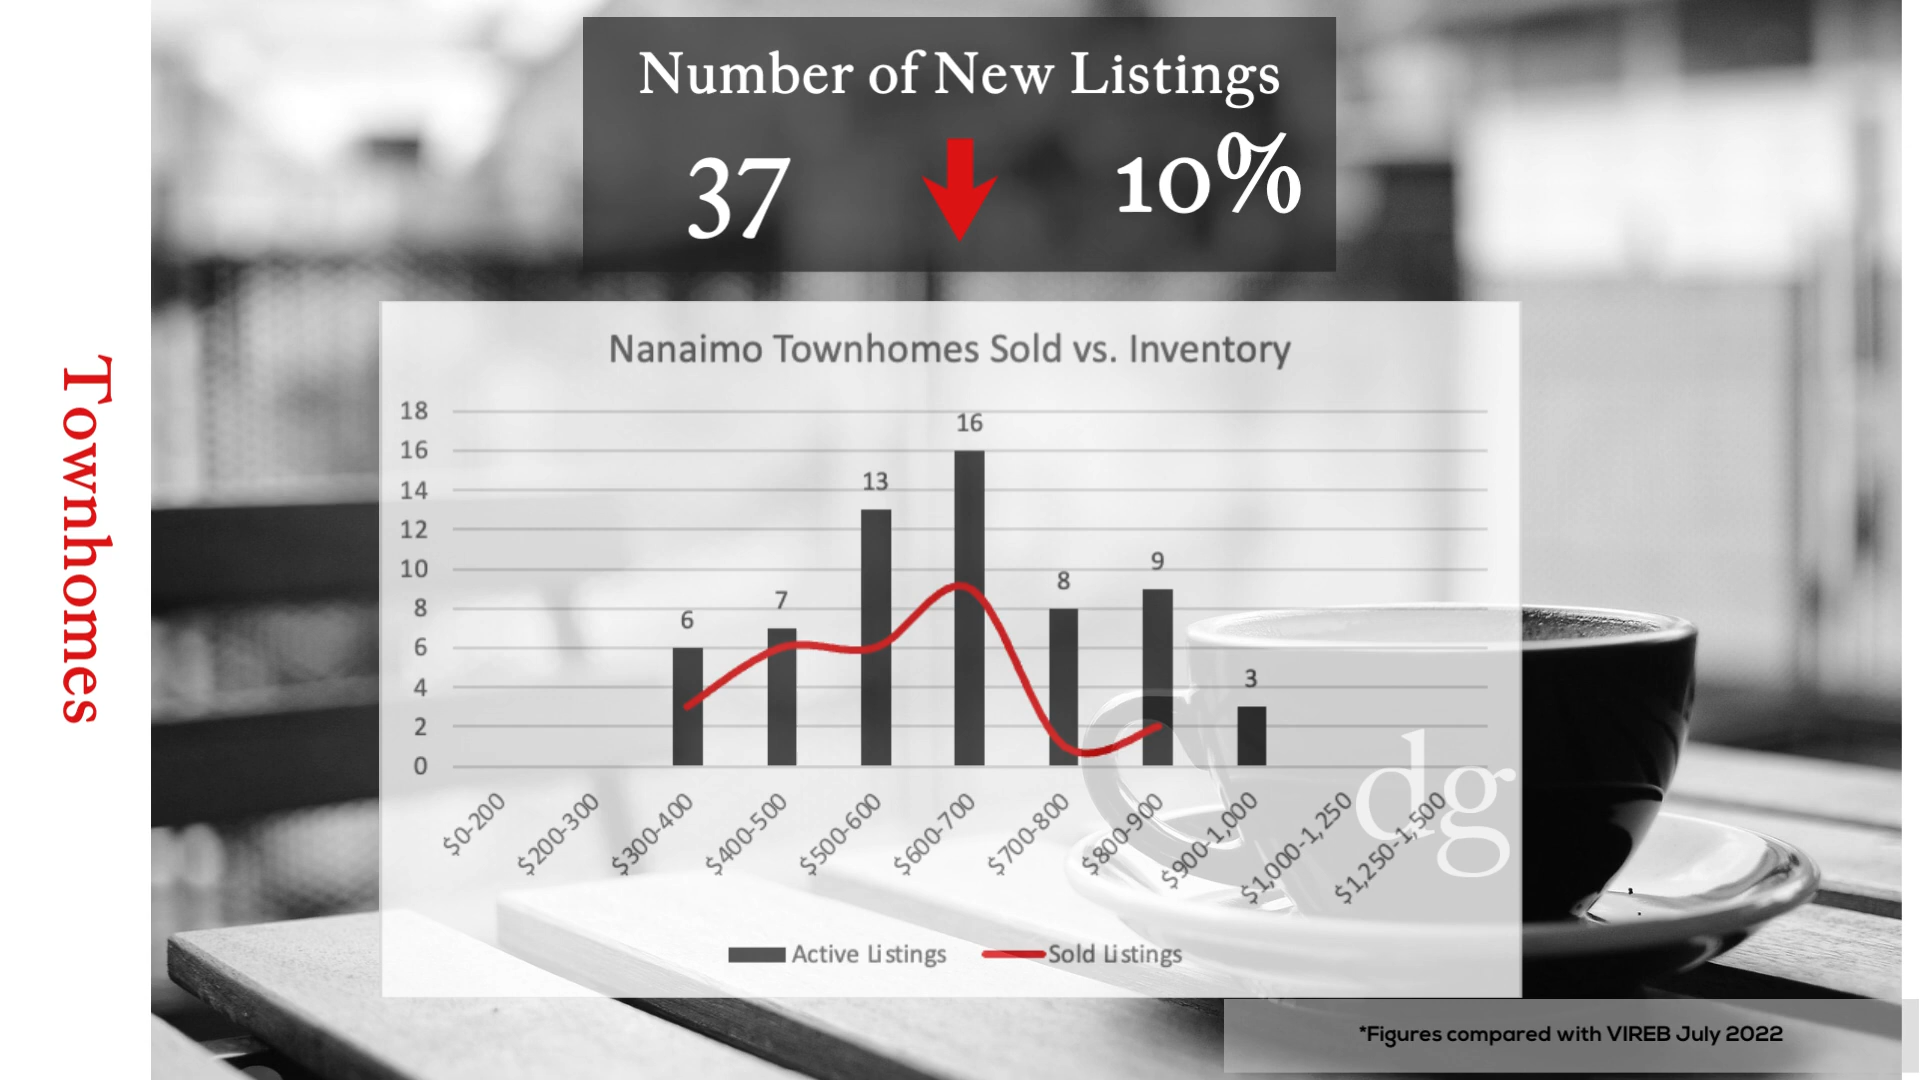 Number of New Listings
37 10%
Townhomes
Nanaimo Townhomes Sold vs. Inventory
18
16
14
12
10
8
6
4
2
0
6 7 13 16 8 9 3
$0-200 $200-300 $300-400 $400-500 $500-600 $600-700 $700-800 $800-900 $900-1,000 $1,000-1,250 $1,250-1,500
dg
Active Listings Sold Listings
*Figures compared with VIREB July 2022